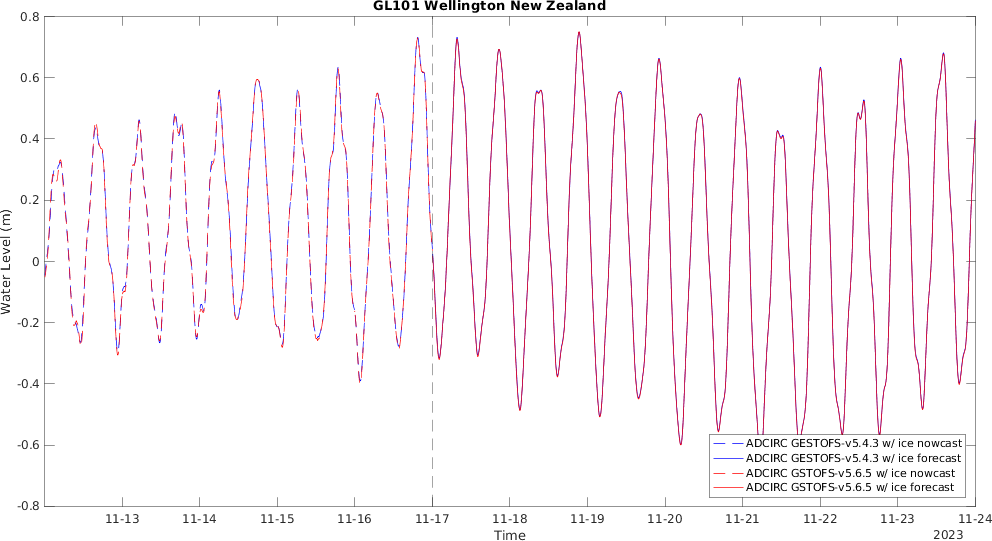 GL101 Wellington New Zealand
0.8
0.6
0.4
0.2
0
-0.2
-0.4
-0.6
-0.8
Water Level (m)
11-13 11-14 11-15 11-16 11-17 11-18 11-19 11-20 11-21 11-22 11-23 11-24
Time
2023
ADCIRC GESTOFS-v5.4.3 w/ ice nowcast
ADCIRC GESTOFS-v5.4.3 w/ ice forecast
ADCIRC GSTOFS-v5.6.5 w/ ice nowcast
ADCIRC GSTOFS-v5.6.5 w/ ice forecast